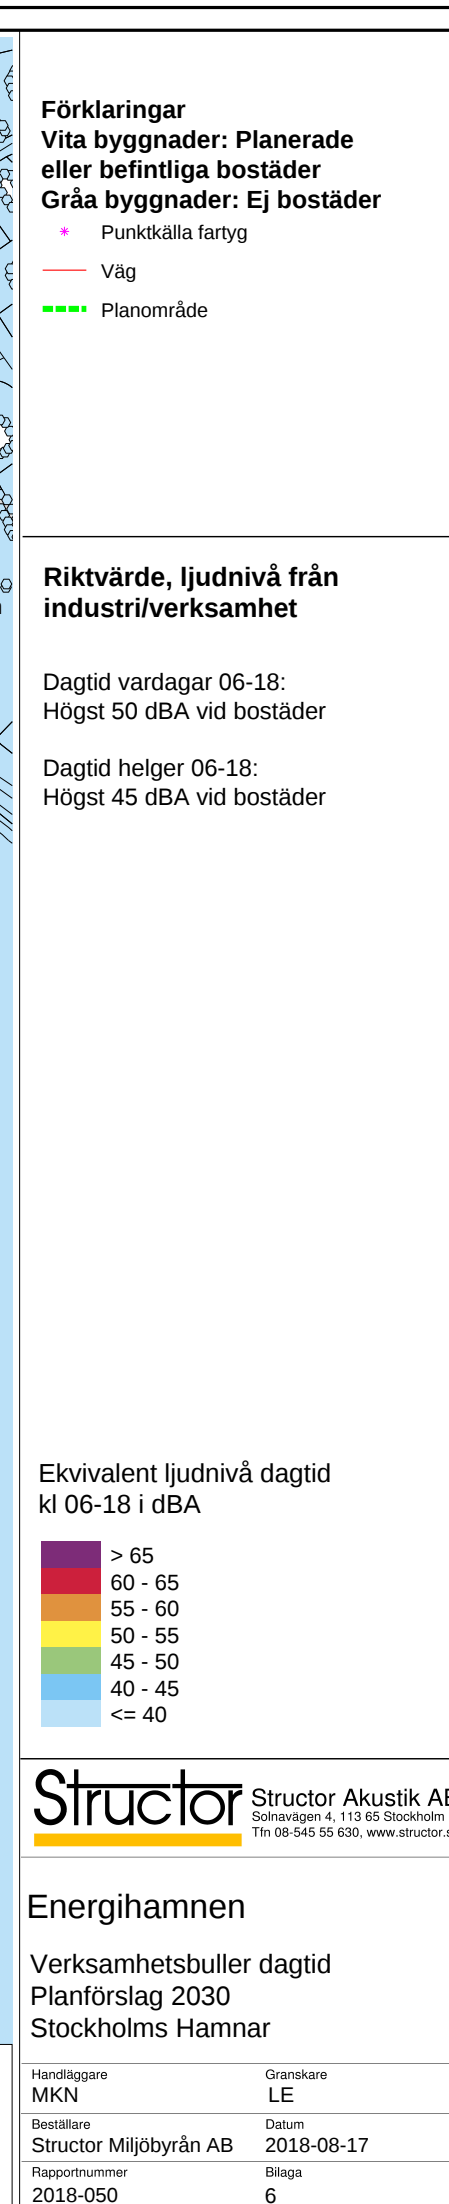 Förklaringar
Vita byggnader: Planerade
eller befintliga bostäder
Gråa byggnader: Ej bostäder
Punktkälla fartyg
Väg
Planområde
Riktvärde, ljudnivå från
industri/verksamhet
Dagtid vardagar 06-18:
Högst 50 dBA vid bostäder
Dagtid helger 06-18:
Högst 45 dBA vid bostäder
Ekvivalent ljudnivå dagtid
kl 06-18 i dBA
> 65
60 - 65
55 - 60
50 - 55
45 - 50
40 - 45
<= 40
Structor
Structor Akustik
Solnavägen 4, 113 65 Stockholm
Tfn 08-545 55 630, www.structor.
Energihamnen
Verksamhetsbuller dagtid
Planförslag 2030
Stockholms Hamnar
Handläggare Granskare
MKN LE
Beställare Datum
Structor Miljöbyrån AB 2018-08-17
Rapportnummer Bilaga
2018-050 6